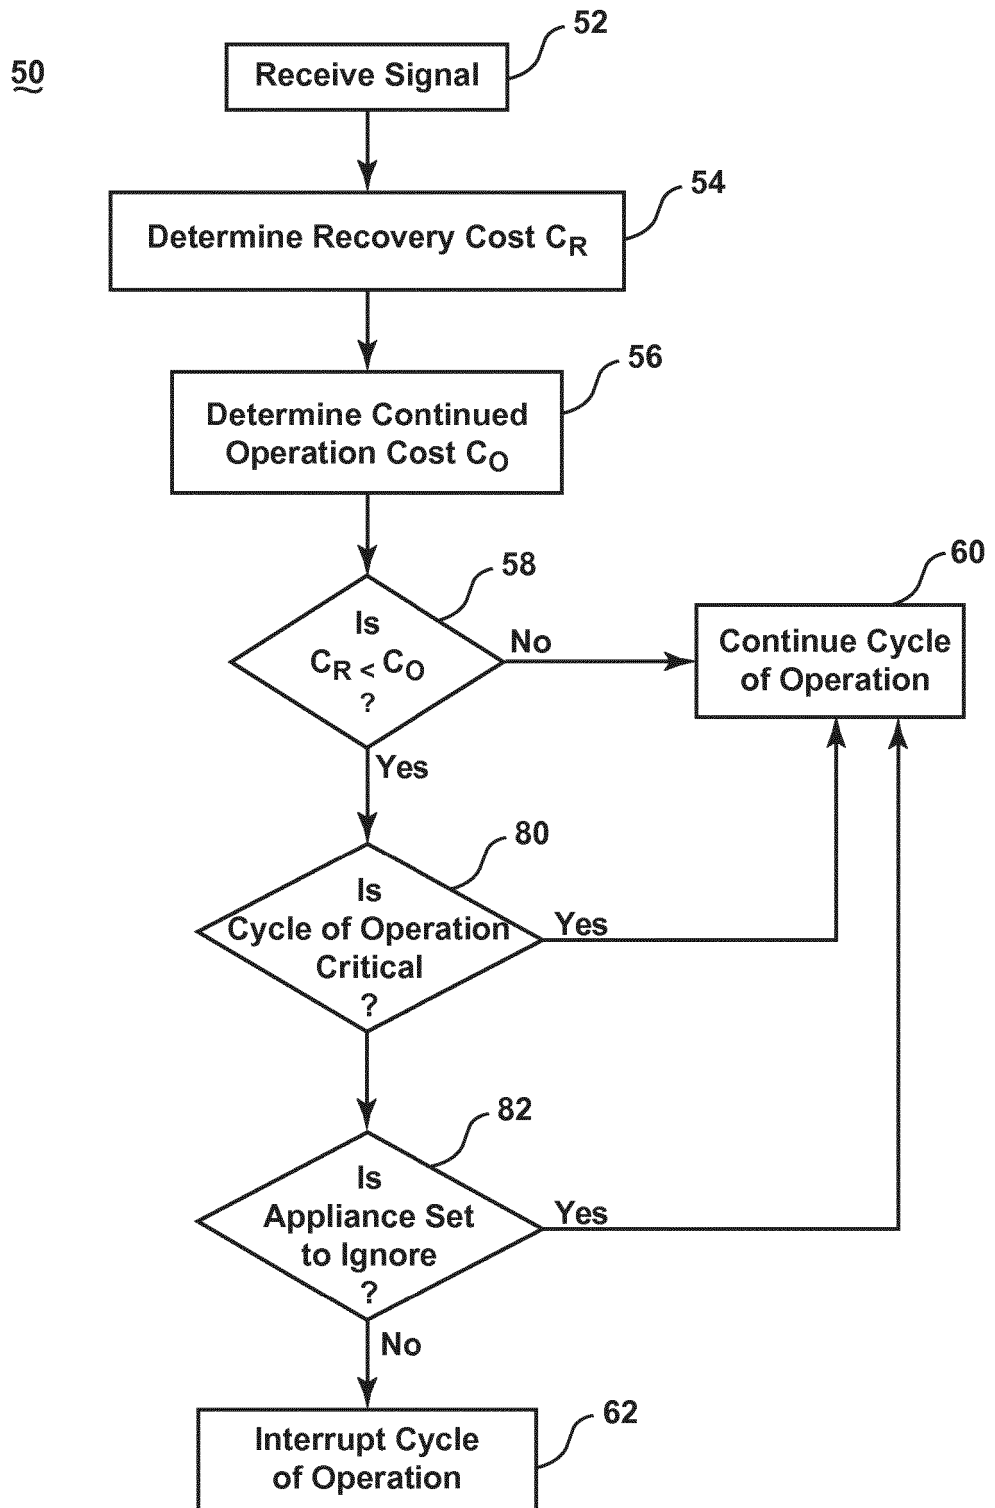 50
52
Receive Signal
54
Determine Recovery Cost CR
56
Determine Continued
Operation Cost CO
58
Is
CR < CO
?
No
60
Continue Cycle
of Operation
Yes
80
Is
Cycle of Operation
Critical
?
Yes
82
Is
Appliance Set
to Ignore
?
Yes
No
62
Interrupt Cycle
of Operation